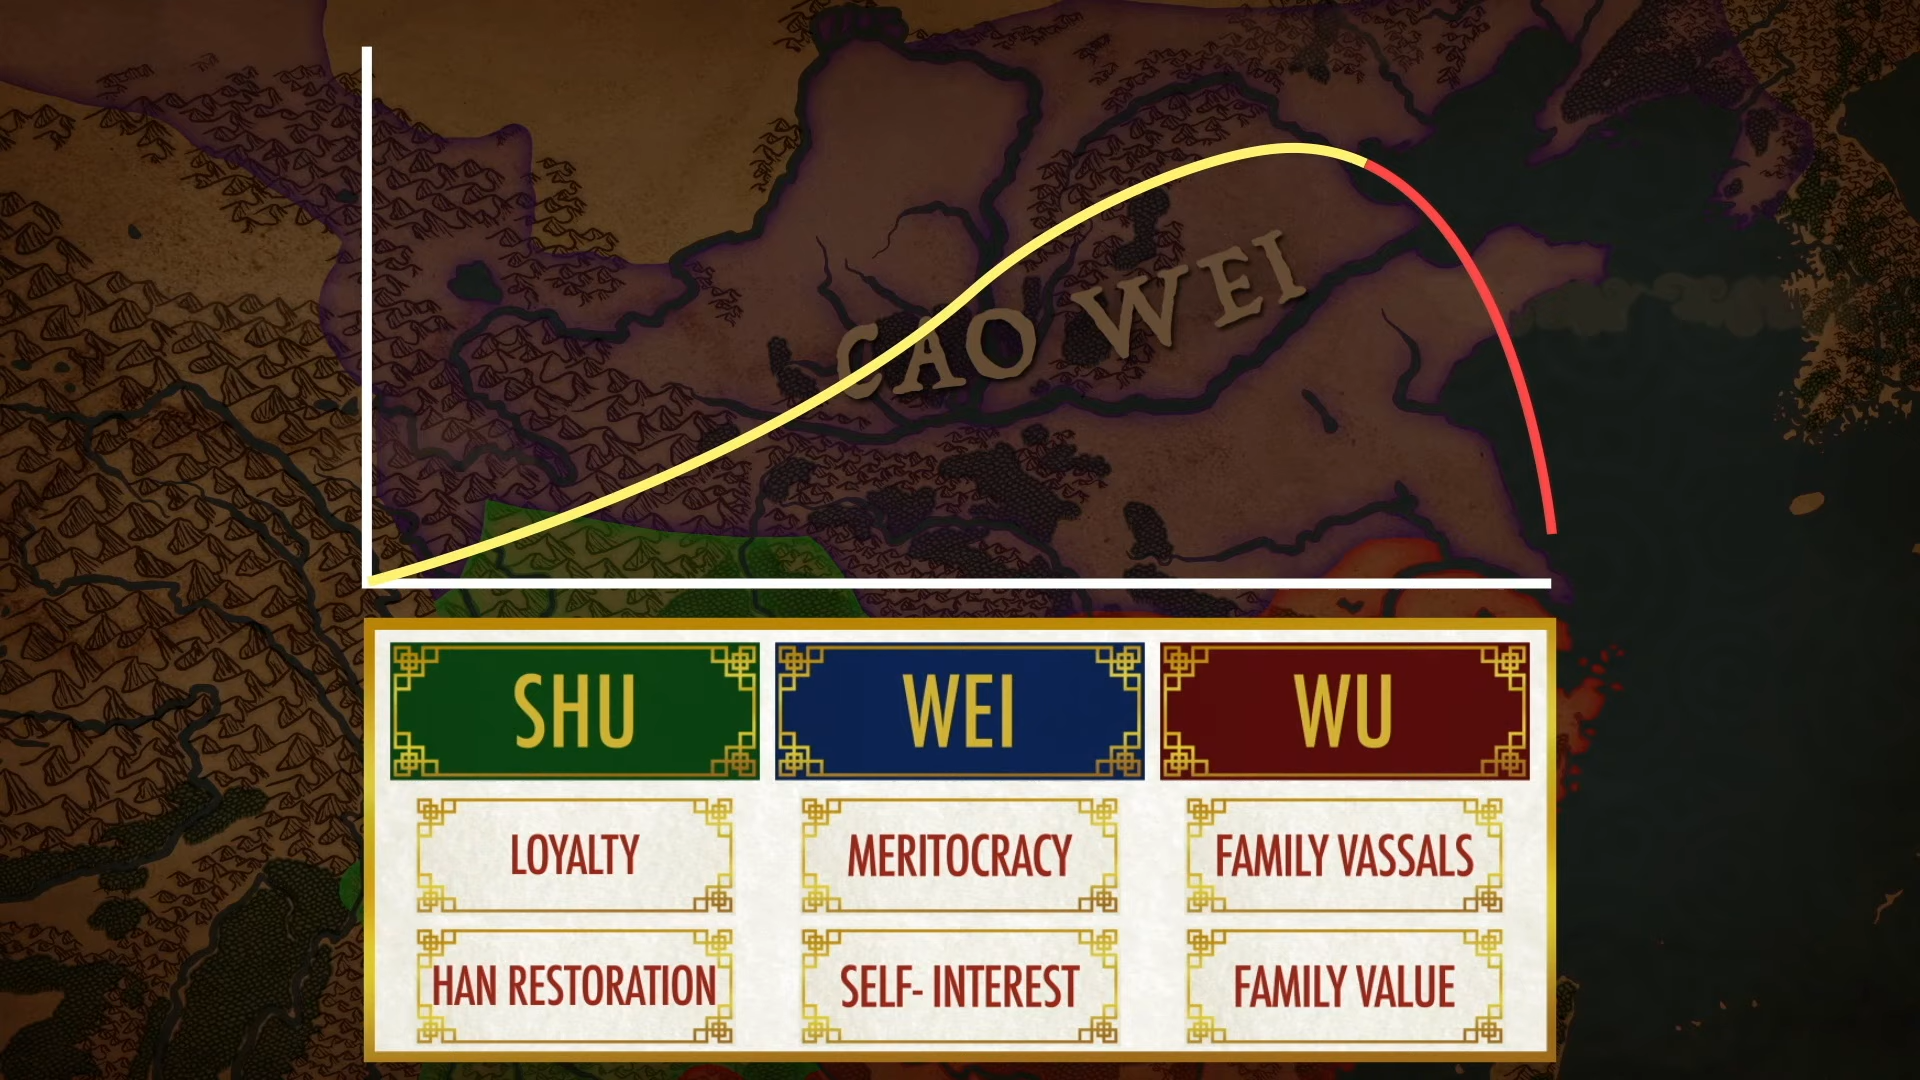 CAO WEI
SHU WEI WU
LOYALTY MERITOCRACY FAMILY VASSALS
HAN RESTORATION SELF- INTEREST FAMILY VALUE